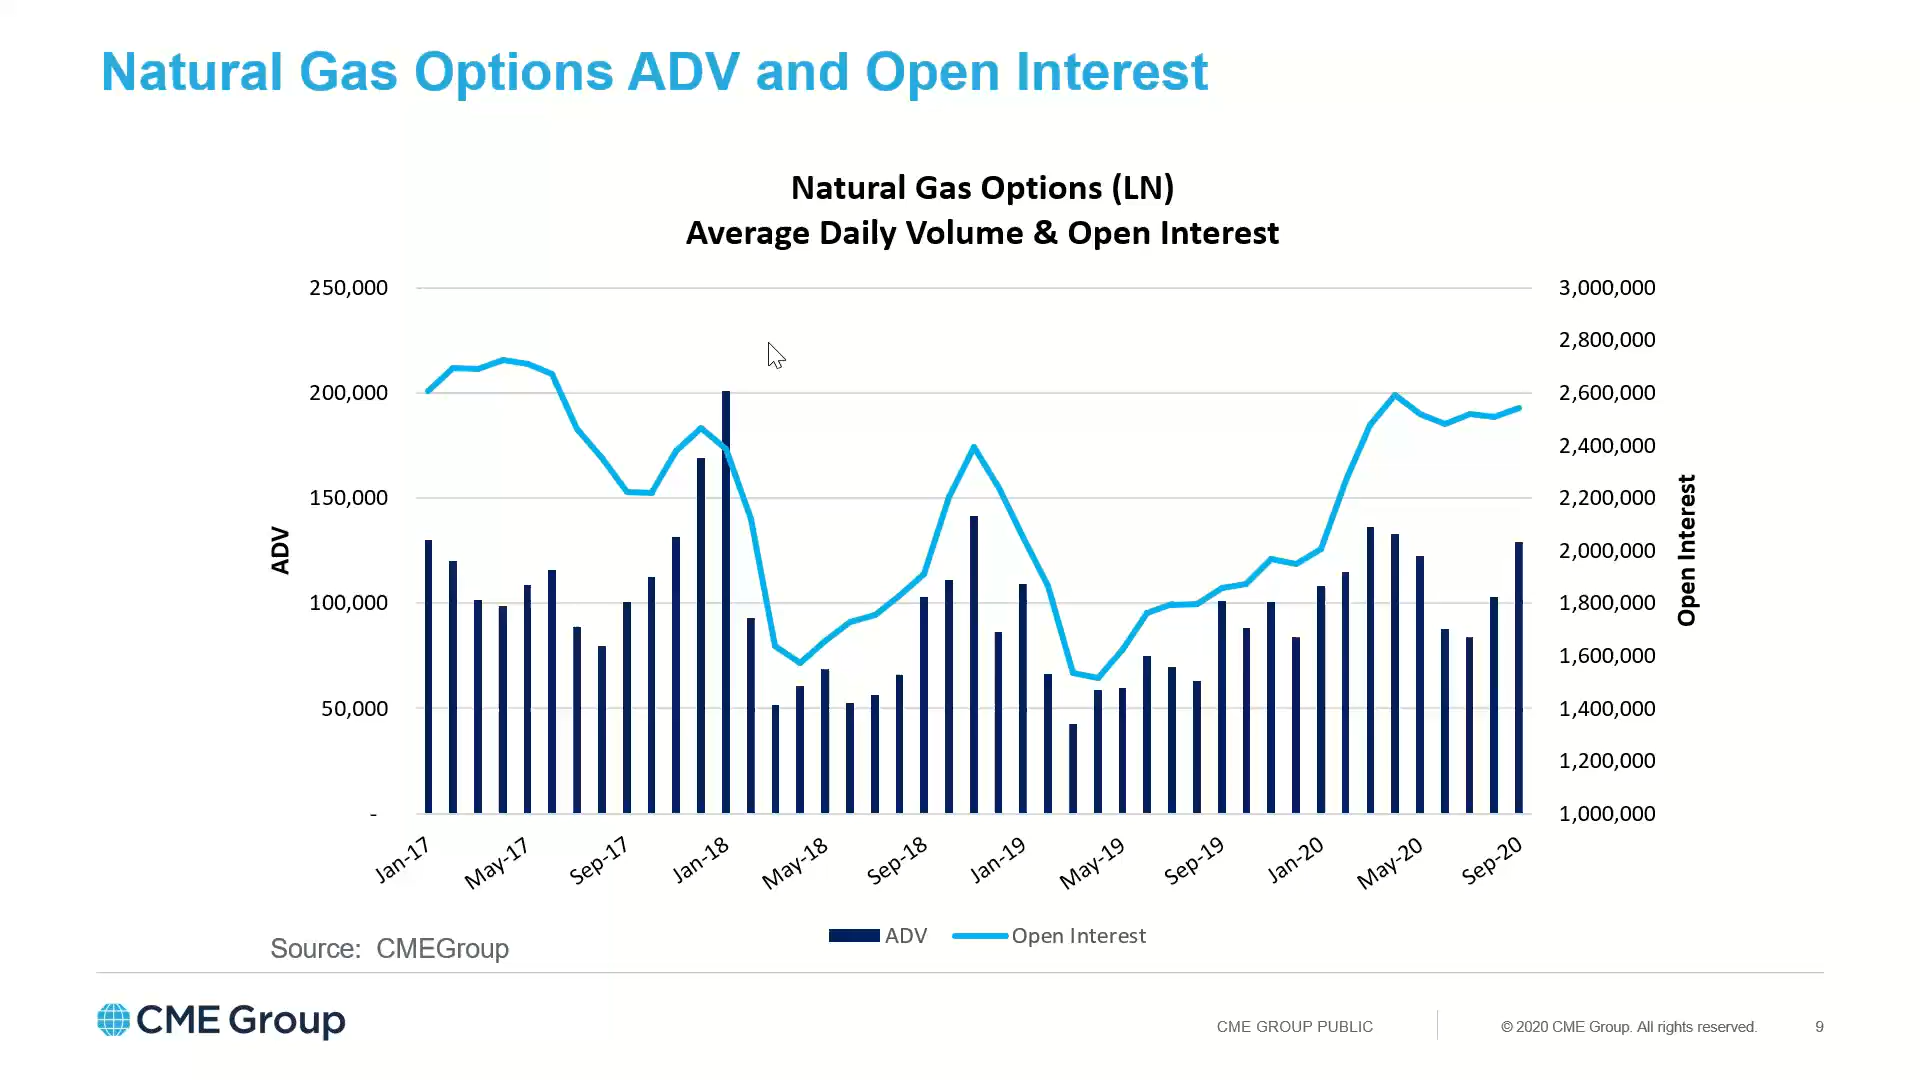 Natural Gas Options ADV and Open Interest
Natural Gas Options (LN)
Average Daily Volume & Open Interest
250,000
200,000
150,000
100,000
50,000
-
ADV
3,000,000
2,800,000
2,600,000
2,400,000
2,200,000
2,000,000
1,800,000
1,600,000
1,400,000
1,200,000
1,000,000
Open Interest
Jan-17
May-17
Sep-17
Jan-18
May-18
Sep-18
Jan-19
May-19
Sep-19
Jan-20
May-20
Sep-20
ADV
Open Interest
Source: CMEGroup
CME Group
CME GROUP PUBLIC
© 2020 CME Group. All rights reserved.
9